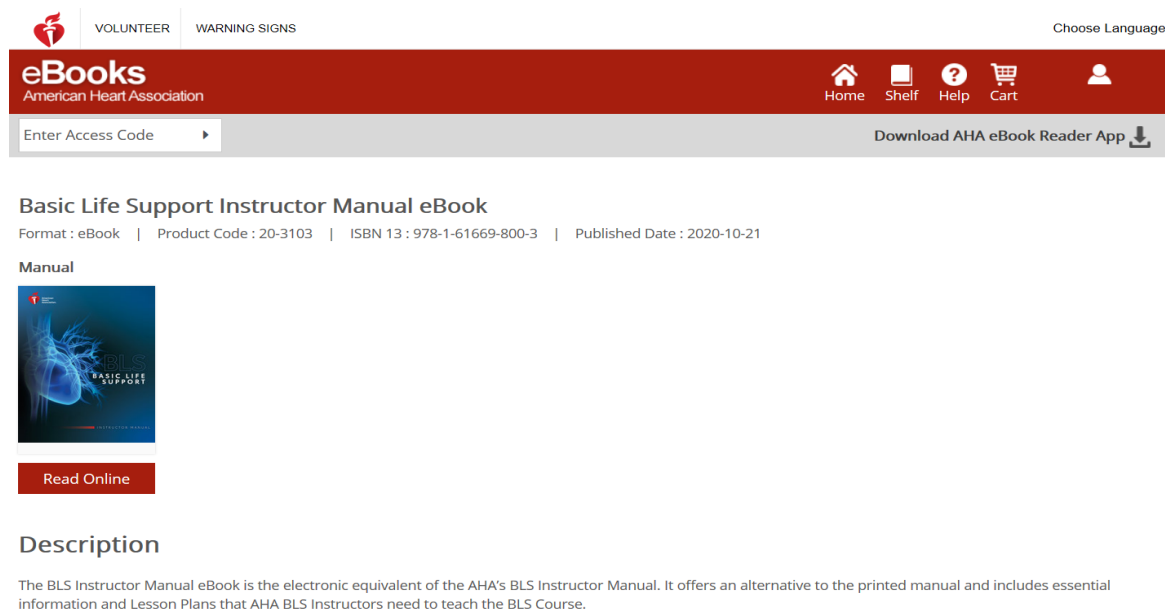 VOLUNTEER
WARNING SIGNS
Choose Language
eBooks
American Heart Association
Home
Shelf
Help
Cart
Enter Access Code
Download AHA eBook Reader App
Basic Life Support Instructor Manual eBook
Format : eBook | Product Code : 20-3103 | ISBN 13 : 978-1-61669-800-3 | Published Date : 2020-10-21
Manual
BLS
BASIC LIFE
SUPPORT
INSTRUCTOR MANUAL
Read Online
Description
The BLS Instructor Manual eBook is the electronic equivalent of the AHA's BLS Instructor Manual. It offers an alternative to the printed manual and includes essential
information and Lesson Plans that AHA BLS Instructors need to teach the BLS Course.